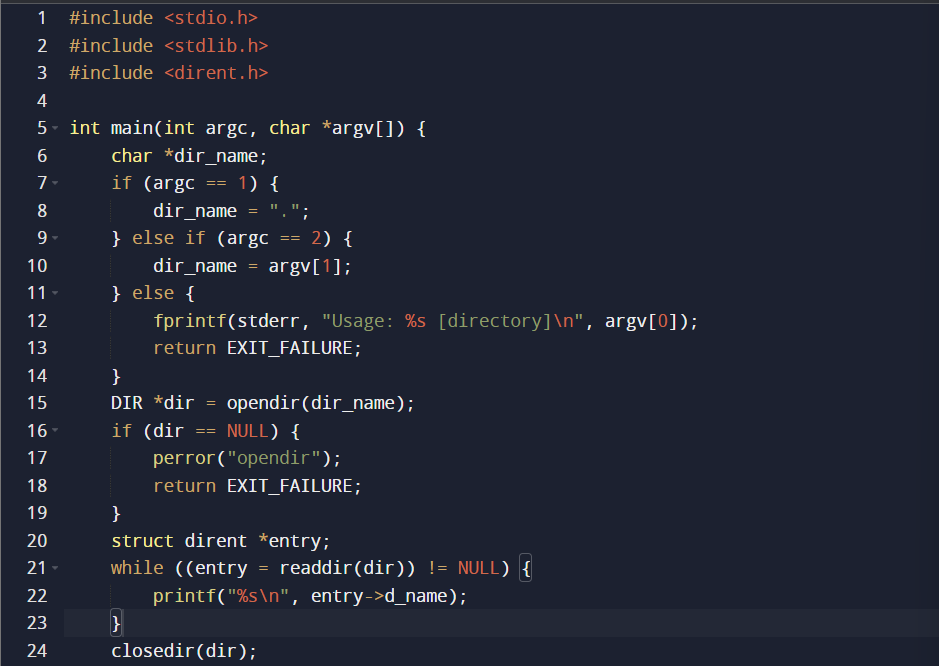 1 #include <stdio.h>
2 #include <stdlib.h>
3 #include <dirent.h>
4
5 int main(int argc, char *argv[]) {
6     char *dir_name;
7     if (argc == 1) {
8         dir_name = ".";
9     } else if (argc == 2) {
10         dir_name = argv[1];
11     } else {
12         fprintf(stderr, "Usage: %s [directory]\n", argv[0]);
13         return EXIT_FAILURE;
14     }
15     DIR *dir = opendir(dir_name);
16     if (dir == NULL) {
17         perror("opendir");
18         return EXIT_FAILURE;
19     }
20     struct dirent *entry;
21     while ((entry = readdir(dir)) != NULL) {
22         printf("%s\n", entry->d_name);
23     }
24     closedir(dir);